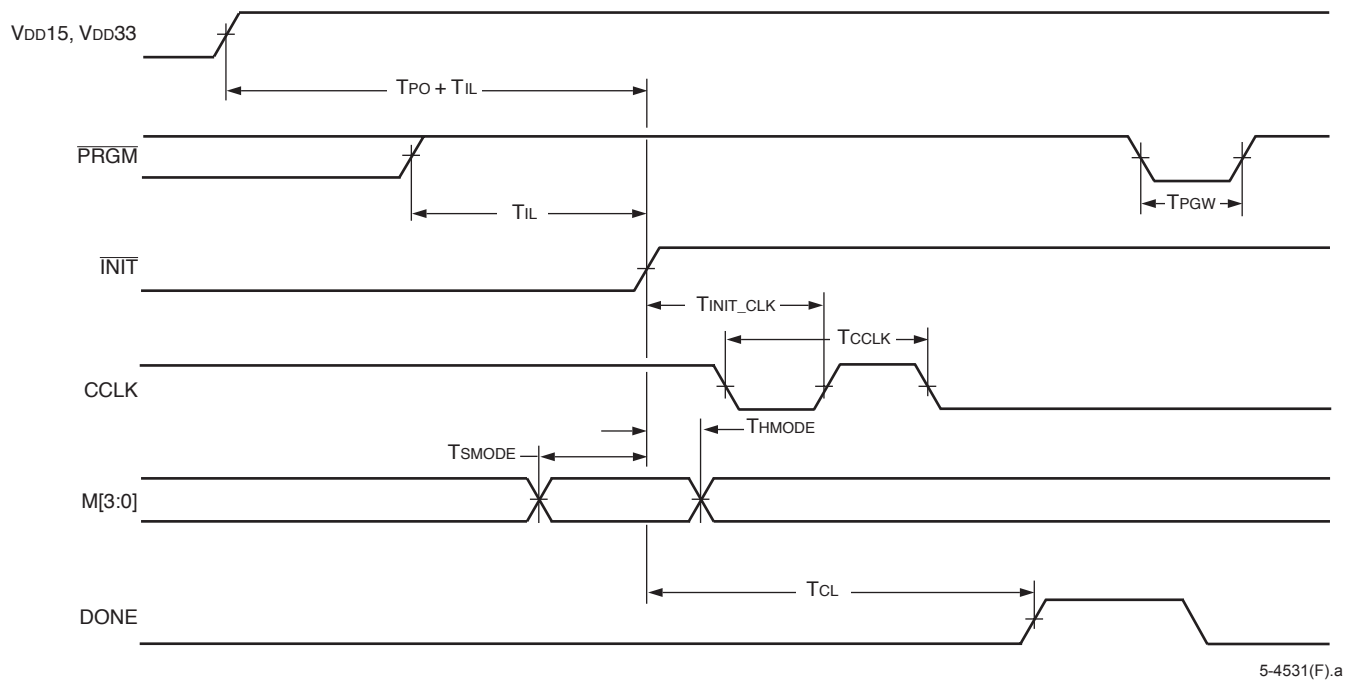 VDD15, VDD33
TPO + TIL
PRGM
TPGW
TIL
INIT
TINIT_CLK
TCCLK
CCLK
THMODE
TSMODE
M[3:0]
TCL
DONE
5-4531(F).a